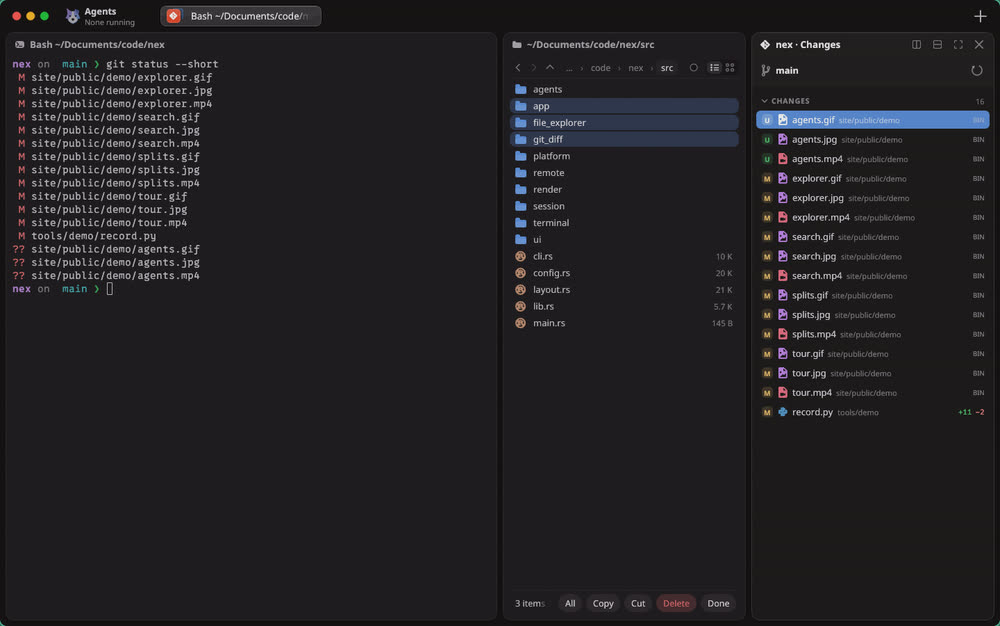 Agents
None running
Bash ~/Documents/code/n
Bash ~/Documents/code/nex
nex on main ❯ git status --short
M site/public/demo/explorer.gif
M site/public/demo/explorer.jpg
M site/public/demo/explorer.mp4
M site/public/demo/search.gif
M site/public/demo/search.jpg
M site/public/demo/search.mp4
M site/public/demo/splits.gif
M site/public/demo/splits.jpg
M site/public/demo/splits.mp4
M site/public/demo/tour.gif
M site/public/demo/tour.jpg
M site/public/demo/tour.mp4
M tools/demo/record.py
?? site/public/demo/agents.gif
?? site/public/demo/agents.jpg
?? site/public/demo/agents.mp4
nex on main ❯
~/Documents/code/nex/src
... › code › nex › src
agents
app
file_explorer
git_diff
platform
remote
render
session
terminal
ui
cli.rs 10 K
config.rs 20 K
layout.rs 21 K
lib.rs 5.7 K
main.rs 145 B
3 items All Copy Cut Delete Done
nex · Changes
main
CHANGES 16
U agents.gif site/public/demo BIN
U agents.jpg site/public/demo BIN
U agents.mp4 site/public/demo BIN
M explorer.gif site/public/demo BIN
M explorer.jpg site/public/demo BIN
M explorer.mp4 site/public/demo BIN
M search.gif site/public/demo BIN
M search.jpg site/public/demo BIN
M search.mp4 site/public/demo BIN
M splits.gif site/public/demo BIN
M splits.jpg site/public/demo BIN
M splits.mp4 site/public/demo BIN
M tour.gif site/public/demo BIN
M tour.jpg site/public/demo BIN
M tour.mp4 site/public/demo BIN
M record.py tools/demo +11 −2